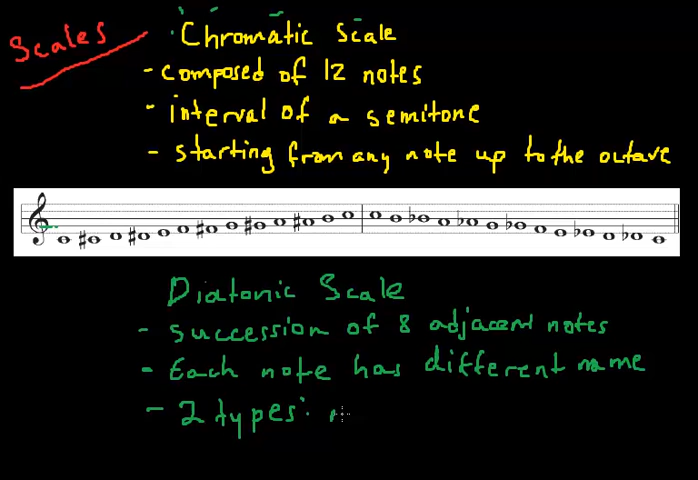 Scales
Chromatic Scale
- composed of 12 notes
- interval of a semitone
- starting from any note up to the octave
Diatonic Scale
- succession of 8 adjacent notes
- Each note has different name
- 2 types: